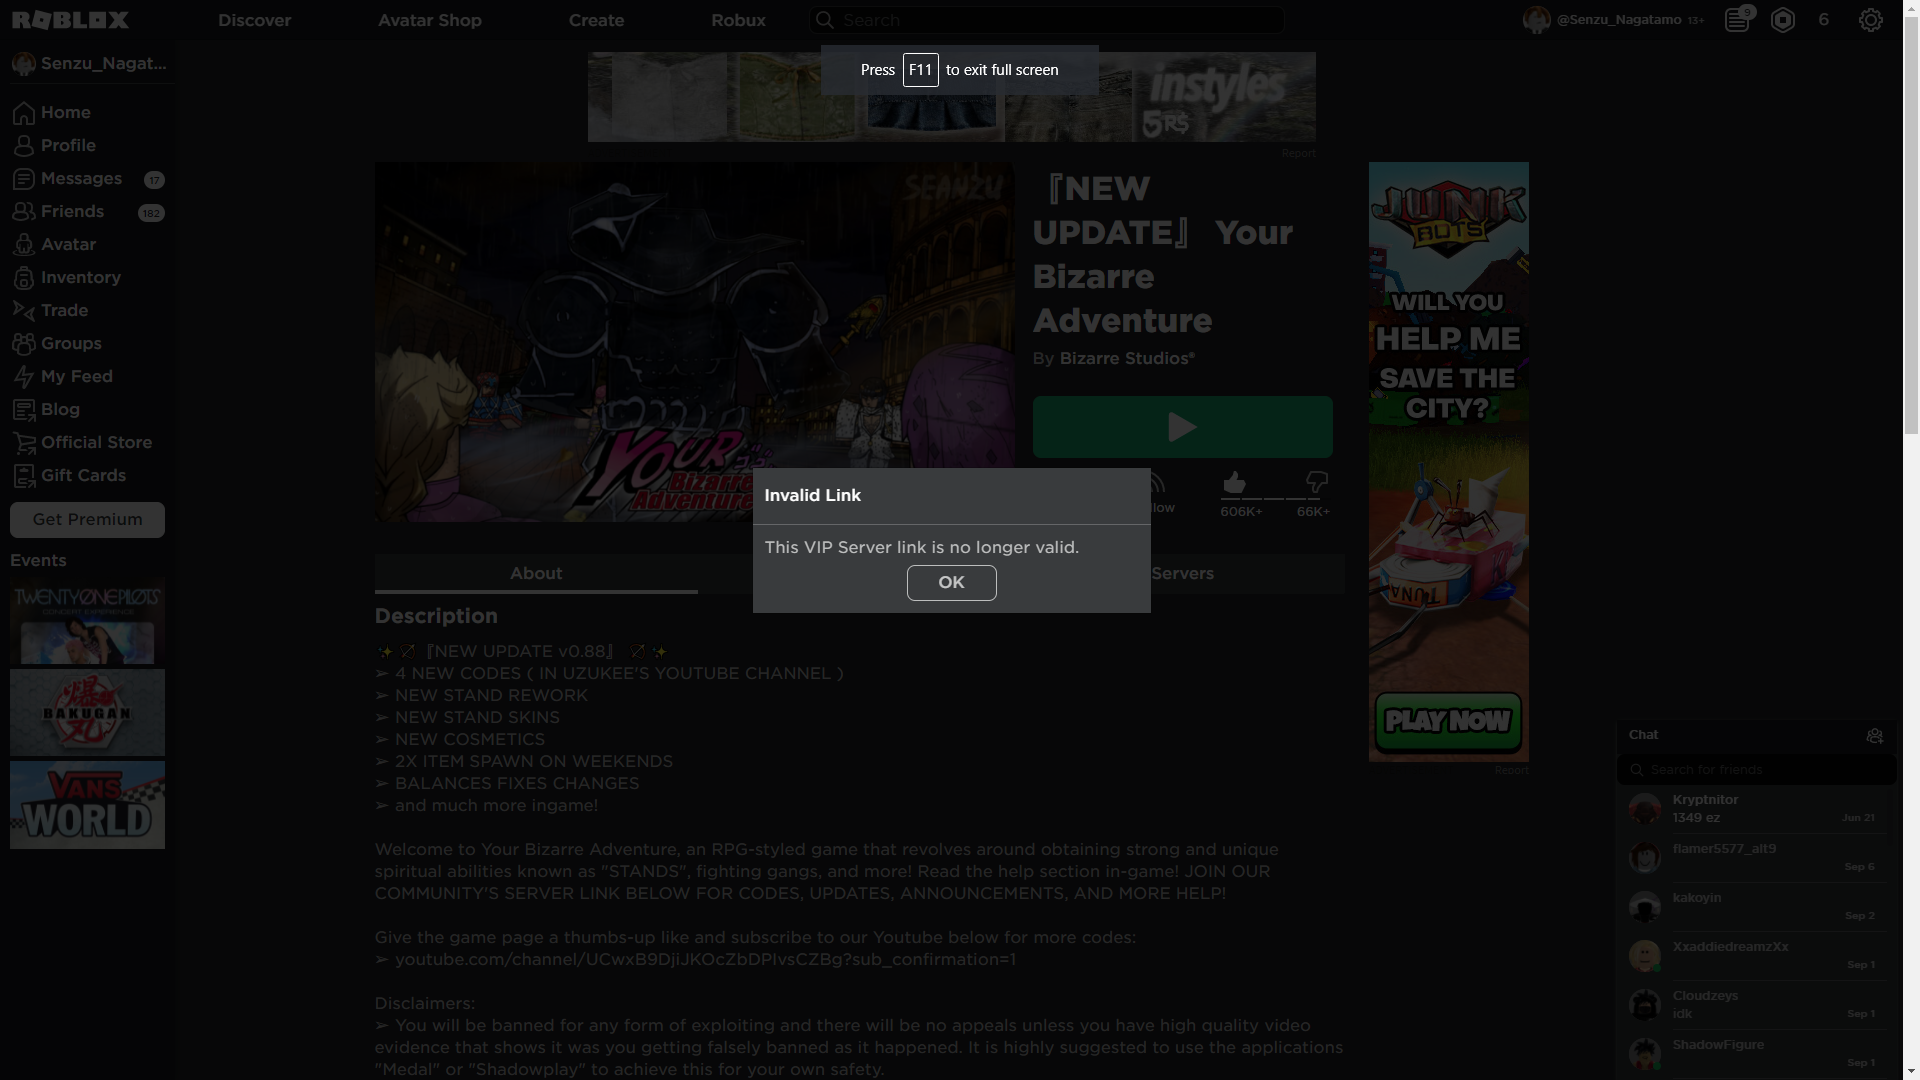 ROBLOX
Discover
Avatar Shop
Create
Robux
Search
@Senzu_Nagatamo 13+
9
6
Press F11 to exit full screen
Senzu_Nagat...
Home
Profile
Messages 17
Friends 182
Avatar
Inventory
Trade
Groups
My Feed
Blog
Official Store
Gift Cards
Get Premium
Events
TWENTY ONE PILOTS
CONCERT EXPERIENCE
BAKUGAN
VANS
WORLD
instyles
5R$
Report
SEANZU
YOUR
Bizarre
Adventure
『NEW
UPDATE』 Your
Bizarre
Adventure
By Bizarre Studios®
llow
606K+
66K+
Invalid Link
This VIP Server link is no longer valid.
OK
About
Servers
Description
『NEW UPDATE v0.88』
➢ 4 NEW CODES ( IN UZUKEE'S YOUTUBE CHANNEL )
➢ NEW STAND REWORK
➢ NEW STAND SKINS
➢ NEW COSMETICS
➢ 2X ITEM SPAWN ON WEEKENDS
➢ BALANCES FIXES CHANGES
➢ and much more ingame!
Welcome to Your Bizarre Adventure, an RPG-styled game that revolves around obtaining strong and unique
spiritual abilities known as "STANDS", fighting gangs, and more! Read the help section in-game! JOIN OUR
COMMUNITY'S SERVER LINK BELOW FOR CODES, UPDATES, ANNOUNCEMENTS, AND MORE HELP!
Give the game page a thumbs-up like and subscribe to our Youtube below for more codes:
➢ youtube.com/channel/UCwxB9DjiJKOcZbDPIvsCZBg?sub_confirmation=1
Disclaimers:
➢ You will be banned for any form of exploiting and there will be no appeals unless you have high quality video
evidence that shows it was you getting falsely banned as it happened. It is highly suggested to use the applications
"Medal" or "Shadowplay" to achieve this for your own safety.
JUNK
BOTS
WILL YOU
HELP ME
SAVE THE
CITY?
TUNA
PLAY NOW
Report
Chat
Search for friends
Kryptnitor
1349 ez
Jun 21
flamer5577_alt9
Sep 6
kakoyin
Sep 2
XxaddiedreamzXx
Sep 1
Cloudzeys
idk
Sep 1
ShadowFigure
Sep 1